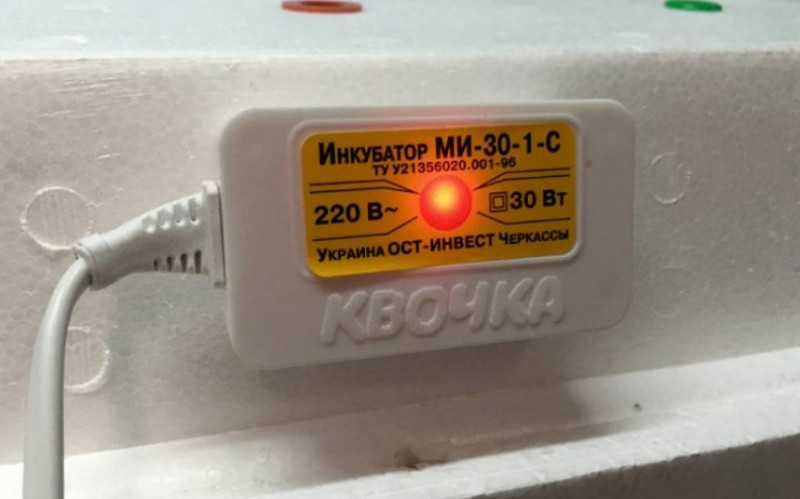 ИНКУБАТОР МИ-30-1-С
ТУ У21356020.001-96
220 В~ 30 Вт
УКРАИНА ОСТ-ИНВЕСТ ЧЕРКАССЫ
КВОЧКА